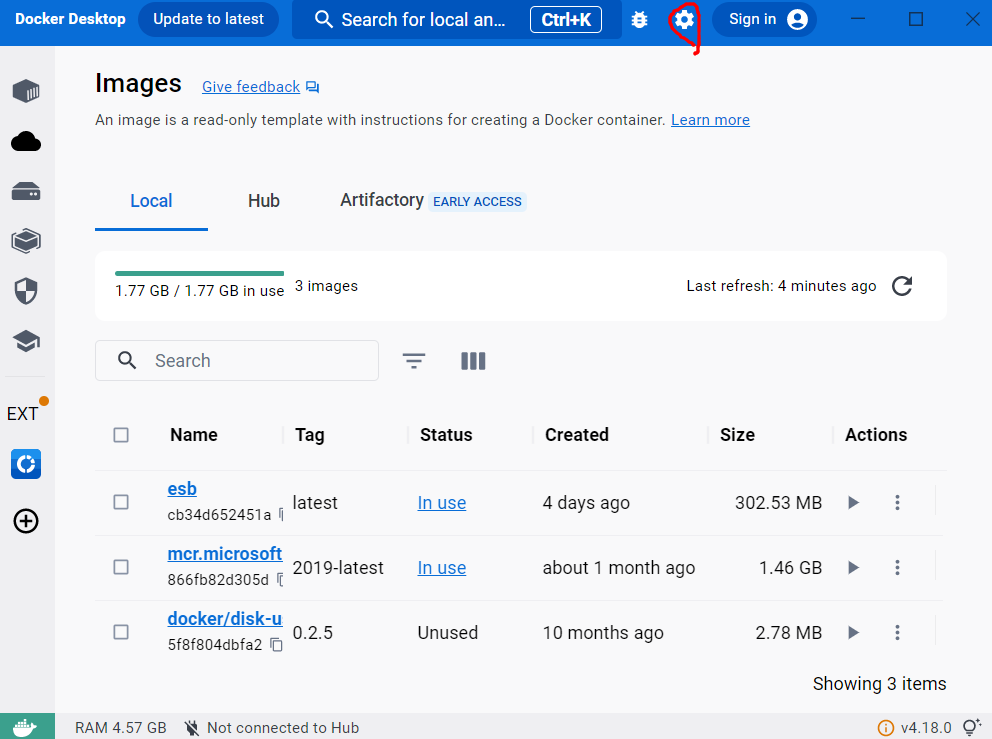 Docker Desktop Update to latest Search for local an... Ctrl+K Sign in
Images Give feedback
An image is a read-only template with instructions for creating a Docker container. Learn more
Local Hub Artifactory EARLY ACCESS
1.77 GB / 1.77 GB in use 3 images Last refresh: 4 minutes ago
Search
EXT
Name Tag Status Created Size Actions
esb
cb34d652451a latest In use 4 days ago 302.53 MB
mcr.microsoft
866fb82d305d 2019-latest In use about 1 month ago 1.46 GB
docker/disk-u
5f8f804dbfa2 0.2.5 Unused 10 months ago 2.78 MB
Showing 3 items
RAM 4.57 GB Not connected to Hub v4.18.0